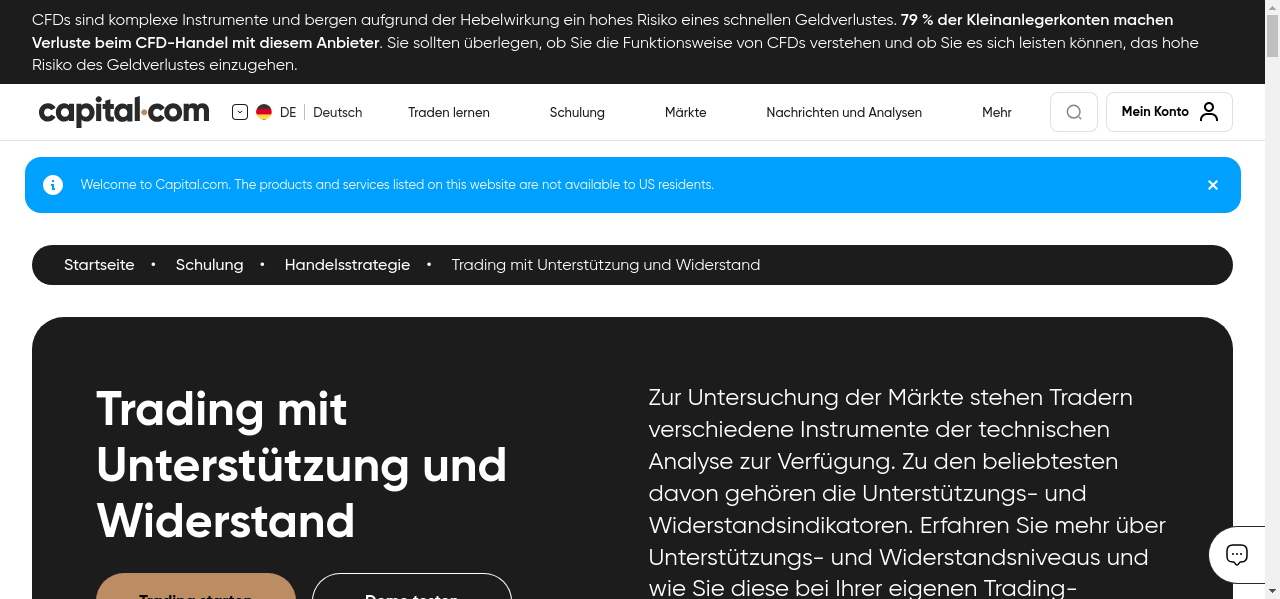 CFDs sind komplexe Instrumente und bergen aufgrund der Hebelwirkung ein hohes Risiko eines schnellen Geldverlustes. 79 % der Kleinanlegerkonten machen
Verluste beim CFD-Handel mit diesem Anbieter. Sie sollten überlegen, ob Sie die Funktionsweise von CFDs verstehen und ob Sie es sich leisten können, das hohe
Risiko des Geldverlustes einzugehen.
capital.com DE Deutsch Traden lernen Schulung Märkte Nachrichten und Analysen Mehr Mein Konto
Welcome to Capital.com. The products and services listed on this website are not available to US residents.
Startseite • Schulung • Handelsstrategie • Trading mit Unterstützung und Widerstand
Trading mit
Unterstützung und
Widerstand
Trading starten Demo testen
Zur Untersuchung der Märkte stehen Tradern
verschiedene Instrumente der technischen
Analyse zur Verfügung. Zu den beliebtesten
davon gehören die Unterstützungs- und
Widerstandsindikatoren. Erfahren Sie mehr über
Unterstützungs- und Widerstandsniveaus und
wie Sie diese bei Ihrer eigenen Trading-